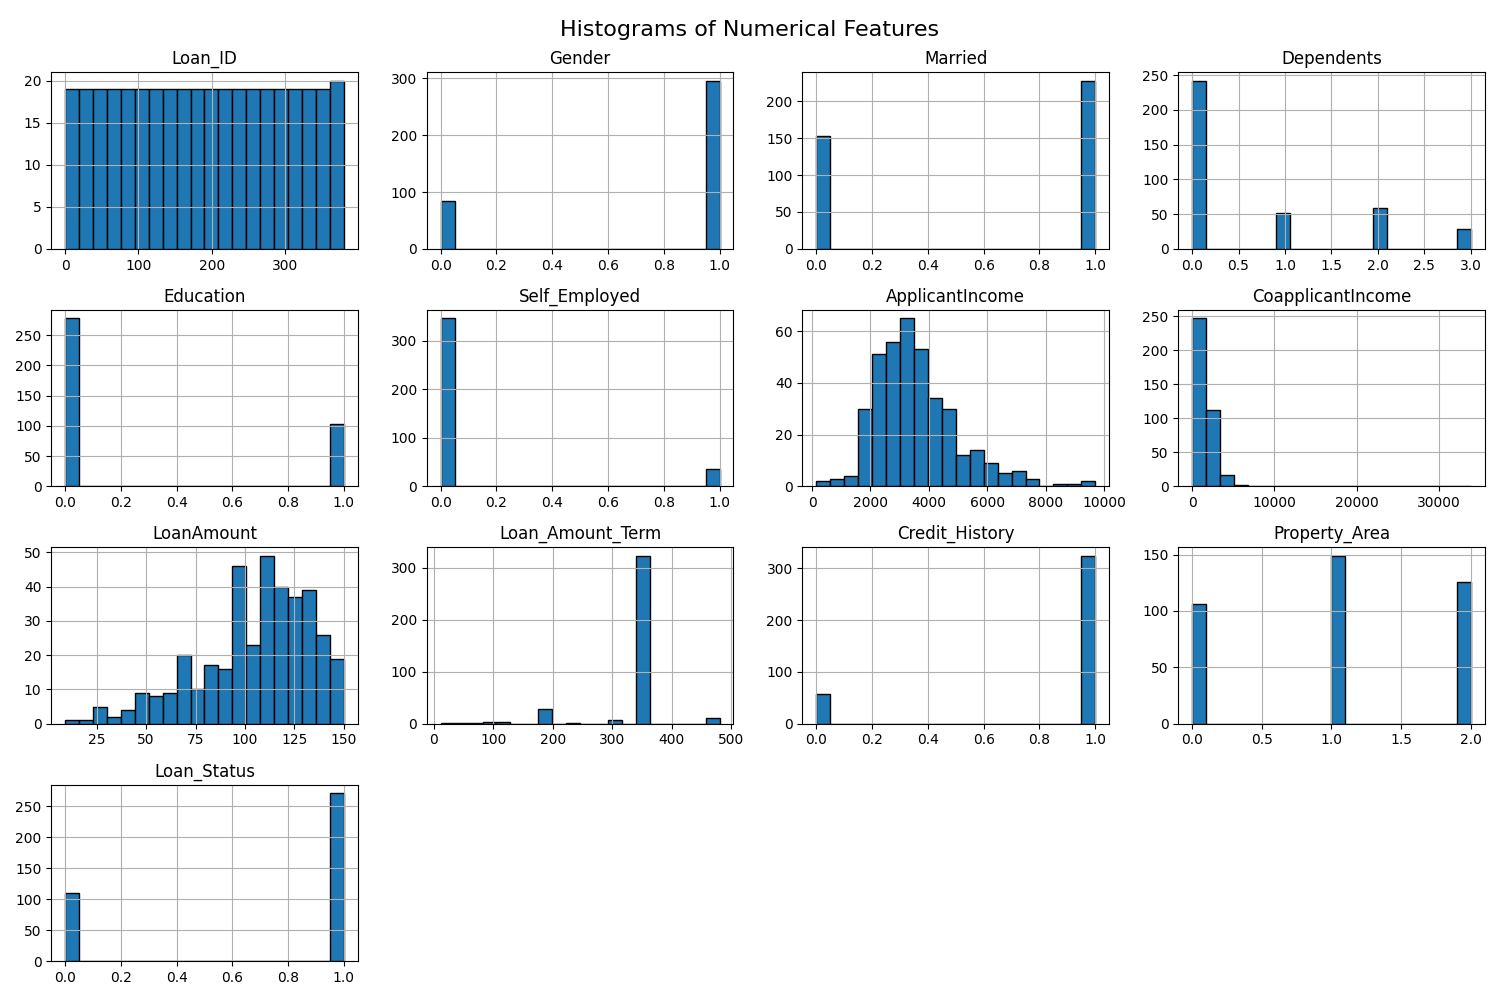 Histograms of Numerical Features
Loan_ID
20
15
10
5
0
0 100 200 300
Gender
300
200
100
0
0.0 0.2 0.4 0.6 0.8 1.0
Married
200
150
100
50
0
0.0 0.2 0.4 0.6 0.8 1.0
Dependents
250
200
150
100
50
0
0.0 0.5 1.0 1.5 2.0 2.5 3.0
Education
250
200
150
100
50
0
0.0 0.2 0.4 0.6 0.8 1.0
Self_Employed
300
200
100
0
0.0 0.2 0.4 0.6 0.8 1.0
ApplicantIncome
60
40
20
0
0 2000 4000 6000 8000 10000
CoapplicantIncome
250
200
150
100
50
0
0 10000 20000 30000
LoanAmount
50
40
30
20
10
0
25 50 75 100 125 150
Loan_Amount_Term
300
200
100
0
0 100 200 300 400 500
Credit_History
300
200
100
0
0.0 0.2 0.4 0.6 0.8 1.0
Property_Area
150
100
50
0
0.0 0.5 1.0 1.5 2.0
Loan_Status
250
200
150
100
50
0
0.0 0.2 0.4 0.6 0.8 1.0